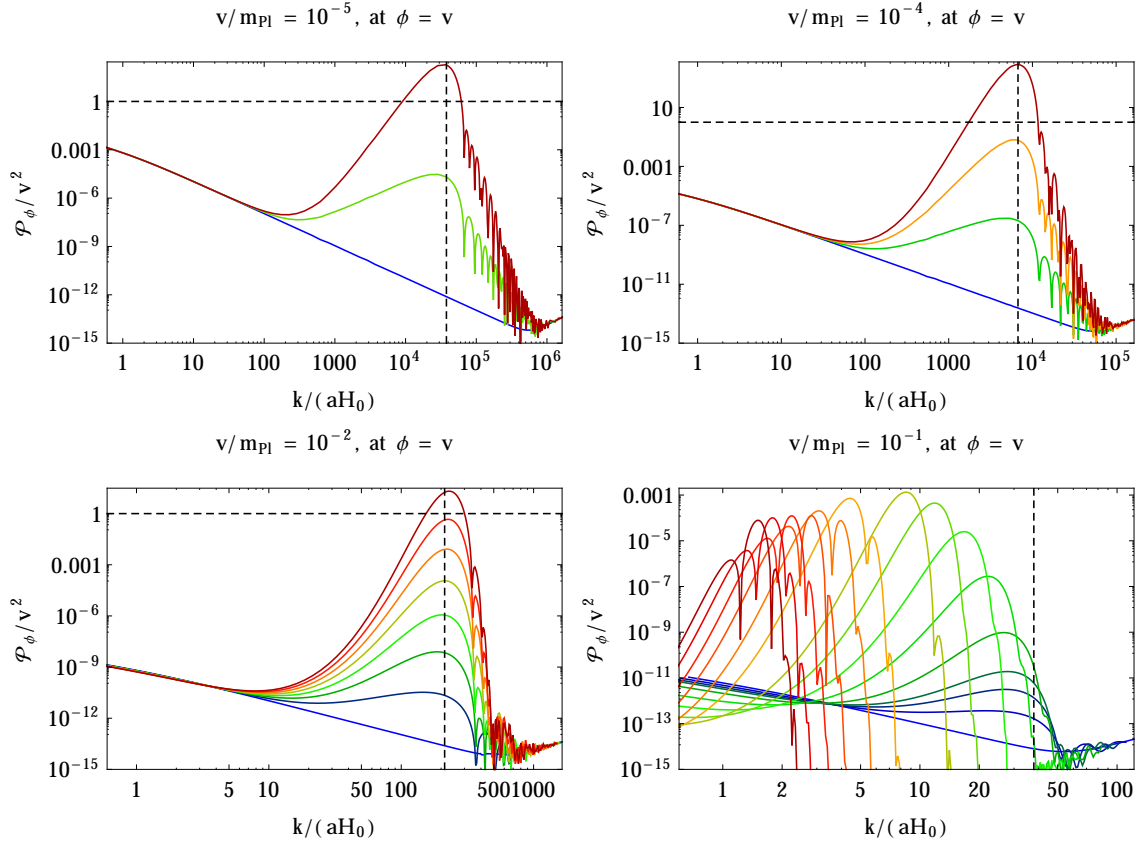 v/mPl = 10⁻⁵, at ϕ = v
𝒫ϕ/v²
1
0.001
10⁻⁶
10⁻⁹
10⁻¹²
10⁻¹⁵
1 10 100 1000 10⁴ 10⁵ 10⁶
k/(aH₀)
v/mPl = 10⁻⁴, at ϕ = v
𝒫ϕ/v²
10
0.001
10⁻⁷
10⁻¹¹
10⁻¹⁵
1 10 100 1000 10⁴ 10⁵
k/(aH₀)
v/mPl = 10⁻², at ϕ = v
𝒫ϕ/v²
1
0.001
10⁻⁶
10⁻⁹
10⁻¹²
10⁻¹⁵
1 5 10 50 100 5001000
k/(aH₀)
v/mPl = 10⁻¹, at ϕ = v
𝒫ϕ/v²
0.001
10⁻⁵
10⁻⁷
10⁻⁹
10⁻¹¹
10⁻¹³
10⁻¹⁵
1 2 5 10 20 50 100
k/(aH₀)